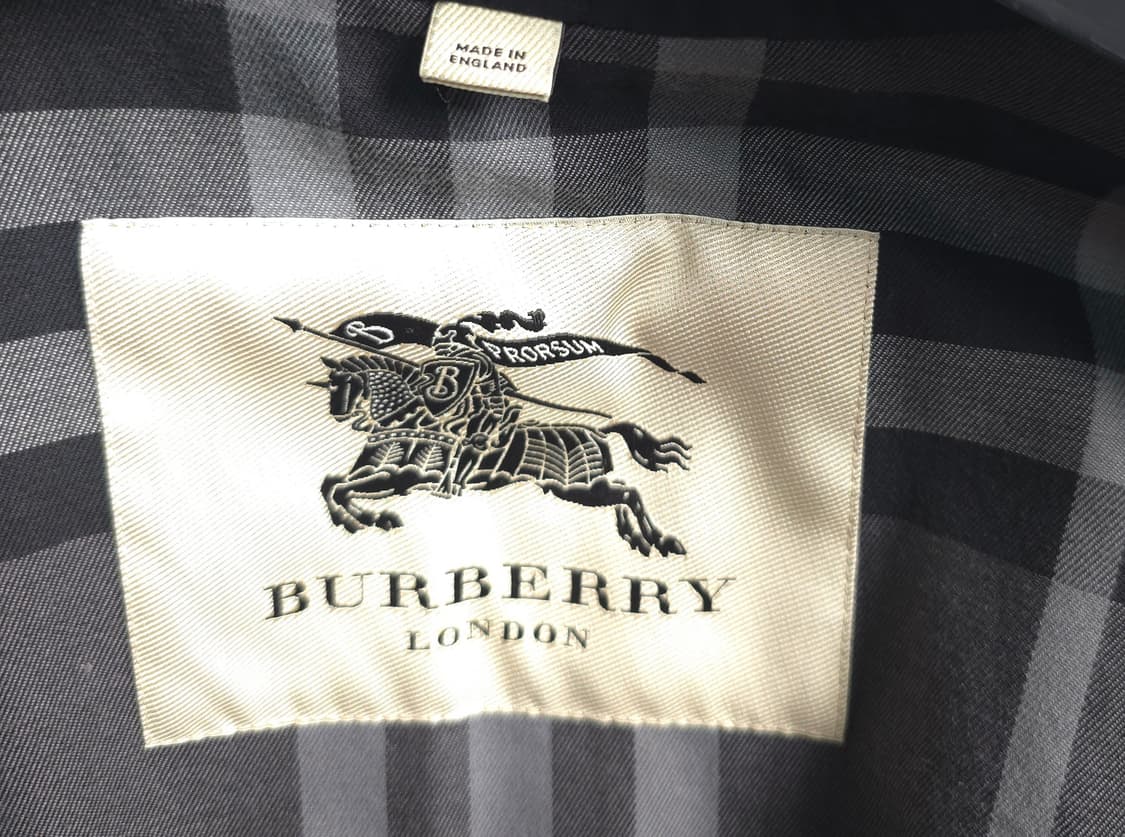 MADE IN
ENGLAND
B
PRORSUM
B
BURBERRY
LONDON